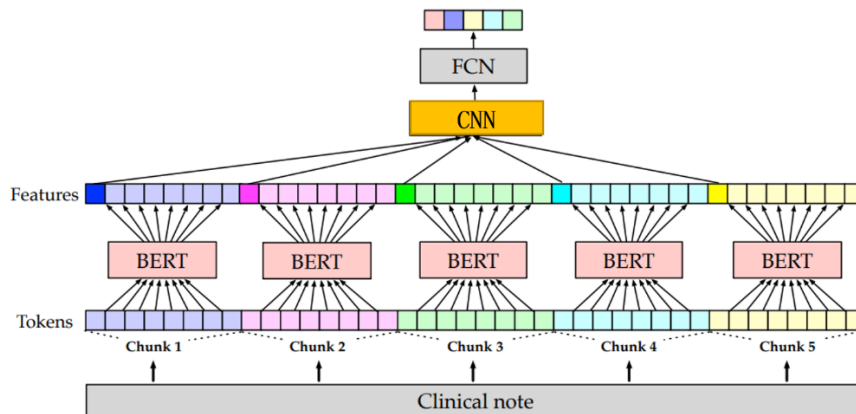 FCN
CNN
Features
BERT BERT BERT BERT BERT
Tokens
Chunk 1 Chunk 2 Chunk 3 Chunk 4 Chunk 5
Clinical note